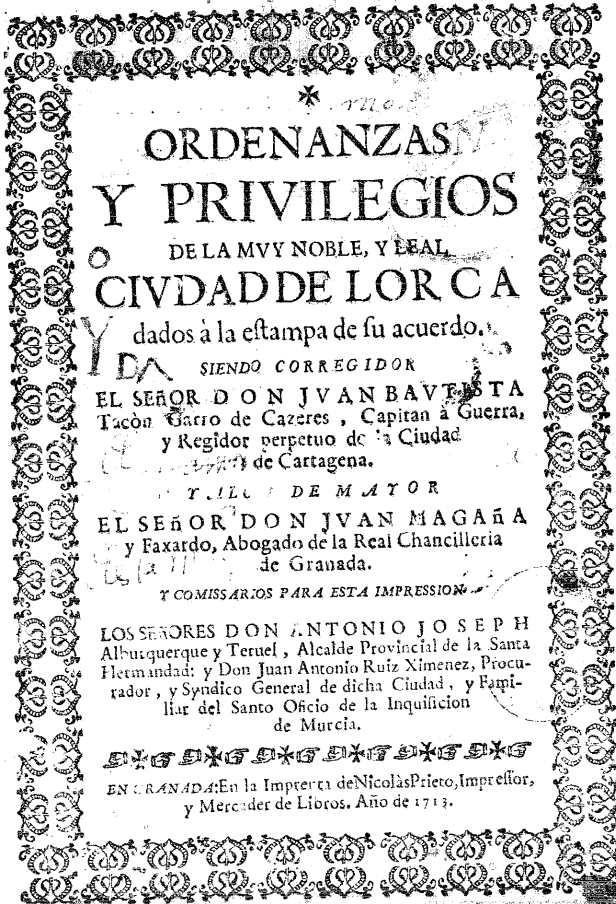 ORDENANZAS
Y PRIVILEGIOS
DE LA MVY NOBLE, Y LEAL
CIVDAD DE LORCA
dados à la eſtampa de ſu acuerdo.
SIENDO CORREGIDOR
EL SEñOR DON JVAN BAVTISTA
Tacòn Garro de Cazeres, Capitan à Guerra,
y Regidor perpetuo de la Ciudad
de Cartagena.
Y ALCALDE MAYOR
EL SEñOR DON JVAN MAGAñA
y Faxardo, Abogado de la Real Chancilleria
de Granada.
Y COMISSARIOS PARA ESTA IMPRESSION
LOS SEÑORES DON ANTONIO JOSEPH
Alburquerque y Teruel, Alcalde Provincial de la Santa
Hermandad: y Don Juan Antonio Ruiz Ximenez, Procu-
rador, y Syndico General de dicha Ciudad, y Fami-
liar del Santo Oficio de la Inquiſicion
de Murcia.
EN GRANADA: En la Imprenta de Nicolàs Prieto, Impreſſor,
y Mercader de Libros. Año de 1713.